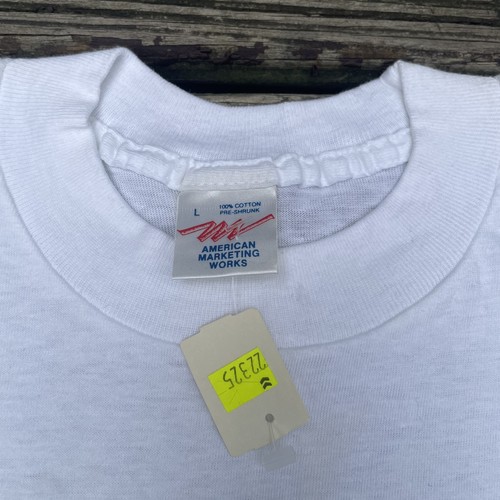 L
100% COTTON
PRE-SHRUNK
AMERICAN
MARKETING
WORKS
22325